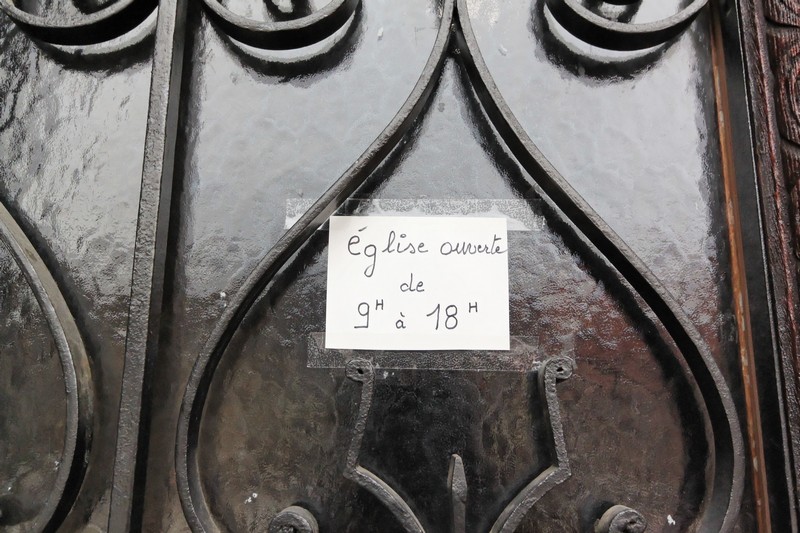 église ouverte
de
9H à 18H